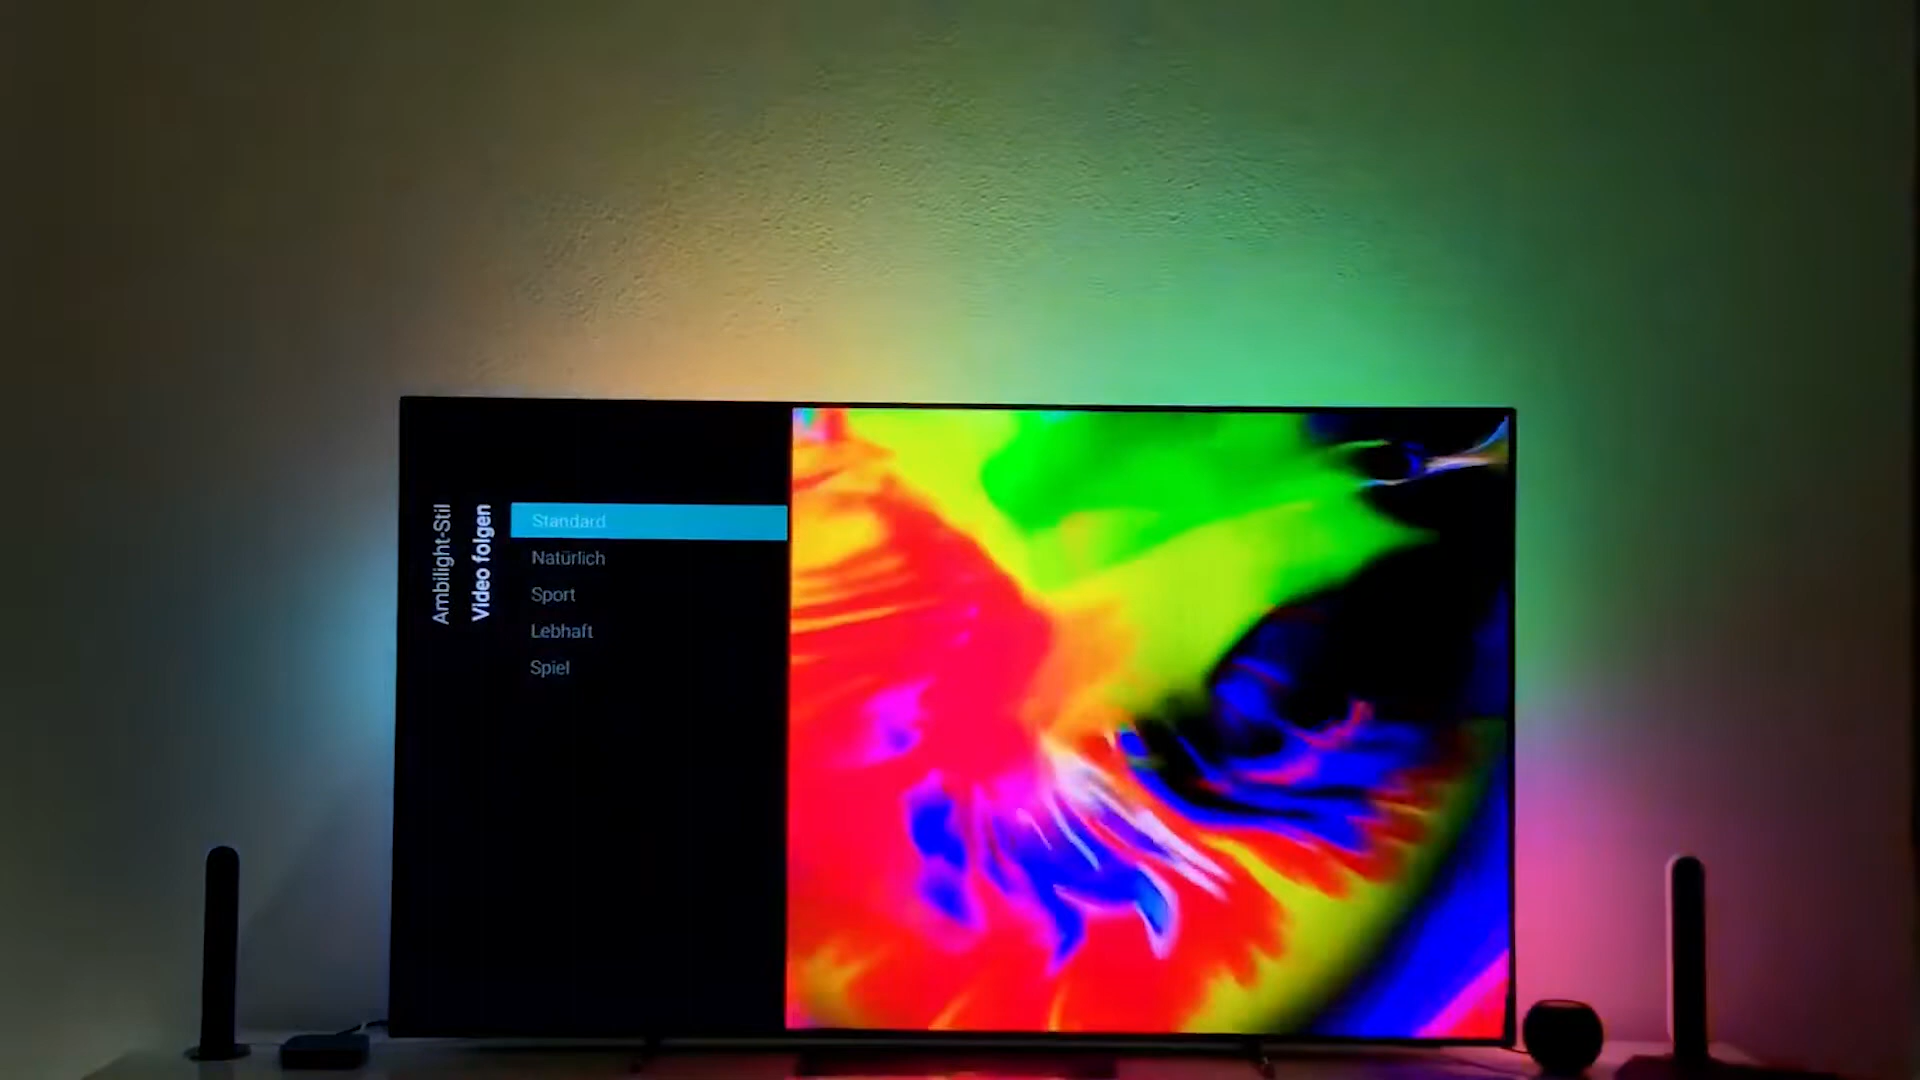 Ambilight-Stil
Video folgen
Standard
Natürlich
Sport
Lebhaft
Spiel